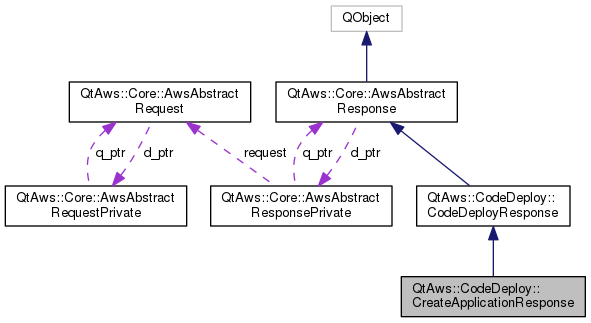 QObject
QtAws::Core::AwsAbstract
Request
QtAws::Core::AwsAbstract
Response
q_ptr
d_ptr
request
q_ptr
d_ptr
QtAws::Core::AwsAbstract
RequestPrivate
QtAws::Core::AwsAbstract
ResponsePrivate
QtAws::CodeDeploy::
CodeDeployResponse
QtAws::CodeDeploy::
CreateApplicationResponse